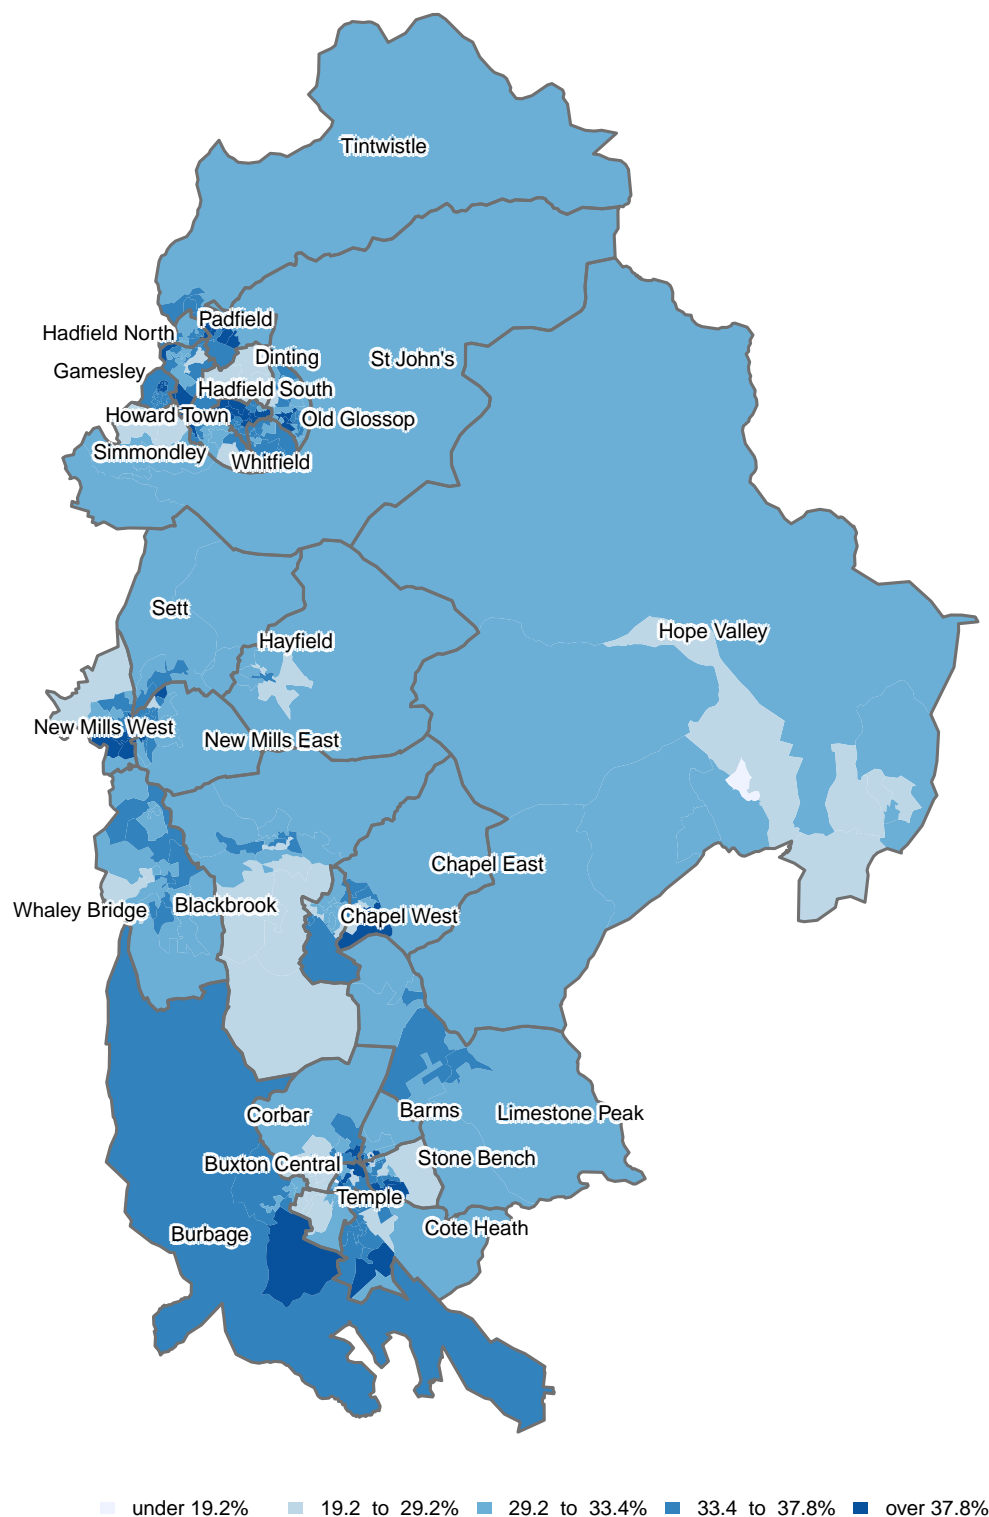 Tintwistle
Padfield
Hadfield North
Dinting
St John's
Gamesley
Hadfield South
Howard Town
Old Glossop
Simmondley
Whitfield
Sett
Hope Valley
Hayfield
New Mills West
New Mills East
Chapel East
Whaley Bridge
Blackbrook
Chapel West
Corbar
Barms
Limestone Peak
Buxton Central
Stone Bench
Temple
Burbage
Cote Heath
under 19.2% 19.2 to 29.2% 29.2 to 33.4% 33.4 to 37.8% over 37.8%